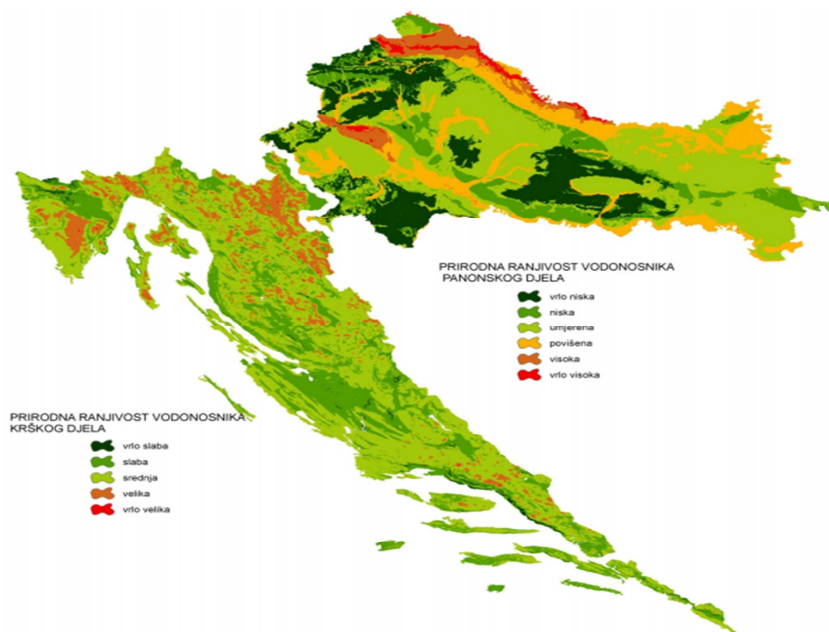 PRIRODNA RANJIVOST VODONOSNIKA
PANONSKOG DJELA
vrlo niska
niska
umjerena
povišena
visoka
vrlo visoka
PRIRODNA RANJIVOST VODONOSNIKA
KRŠKOG DJELA
vrlo slaba
slaba
srednja
velika
vrlo velika